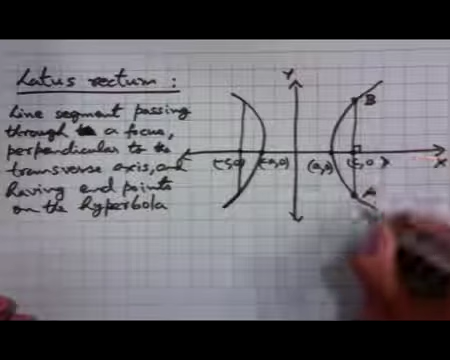 Latus rectum :
Line segment passing
through a focus,
perpendicular to the
transverse axis, and
having end points
on the hyperbola
Y
B
(-c,0) (-a,0) (a,0) (c,0)
X
A